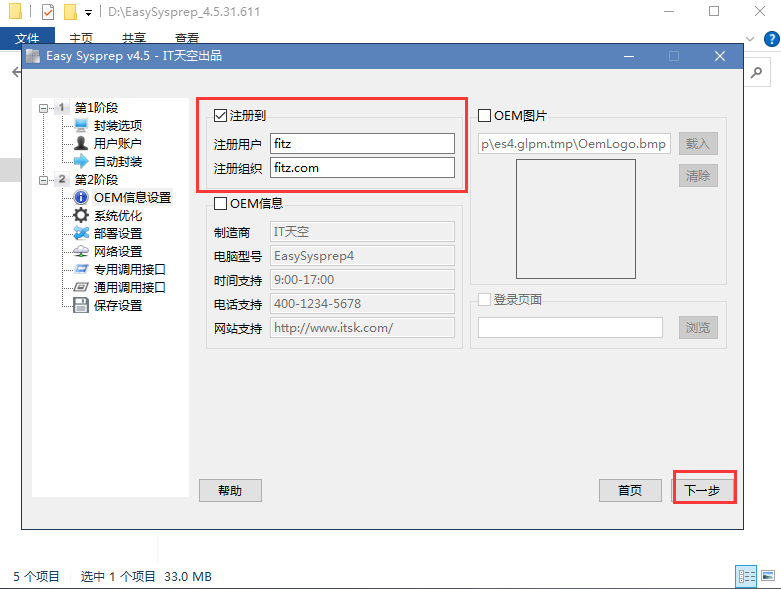 D:\EasySysprep_4.5.31.611
文件 主页 共享 查看
Easy Sysprep v4.5 - IT天空出品
1 第1阶段
封装选项
用户账户
自动封装
2 第2阶段
OEM信息设置
系统优化
部署设置
网络设置
专用调用接口
通用调用接口
保存设置
注册到
注册用户 fitz
注册组织 fitz.com
OEM信息
制造商 IT天空
电脑型号 EasySysprep4
时间支持 9:00-17:00
电话支持 400-1234-5678
网站支持 http://www.itsk.com/
OEM图片
p\es4.glpm.tmp\OemLogo.bmp 载入
清除
登录页面
浏览
帮助 首页 下一步
5 个项目 选中 1 个项目 33.0 MB